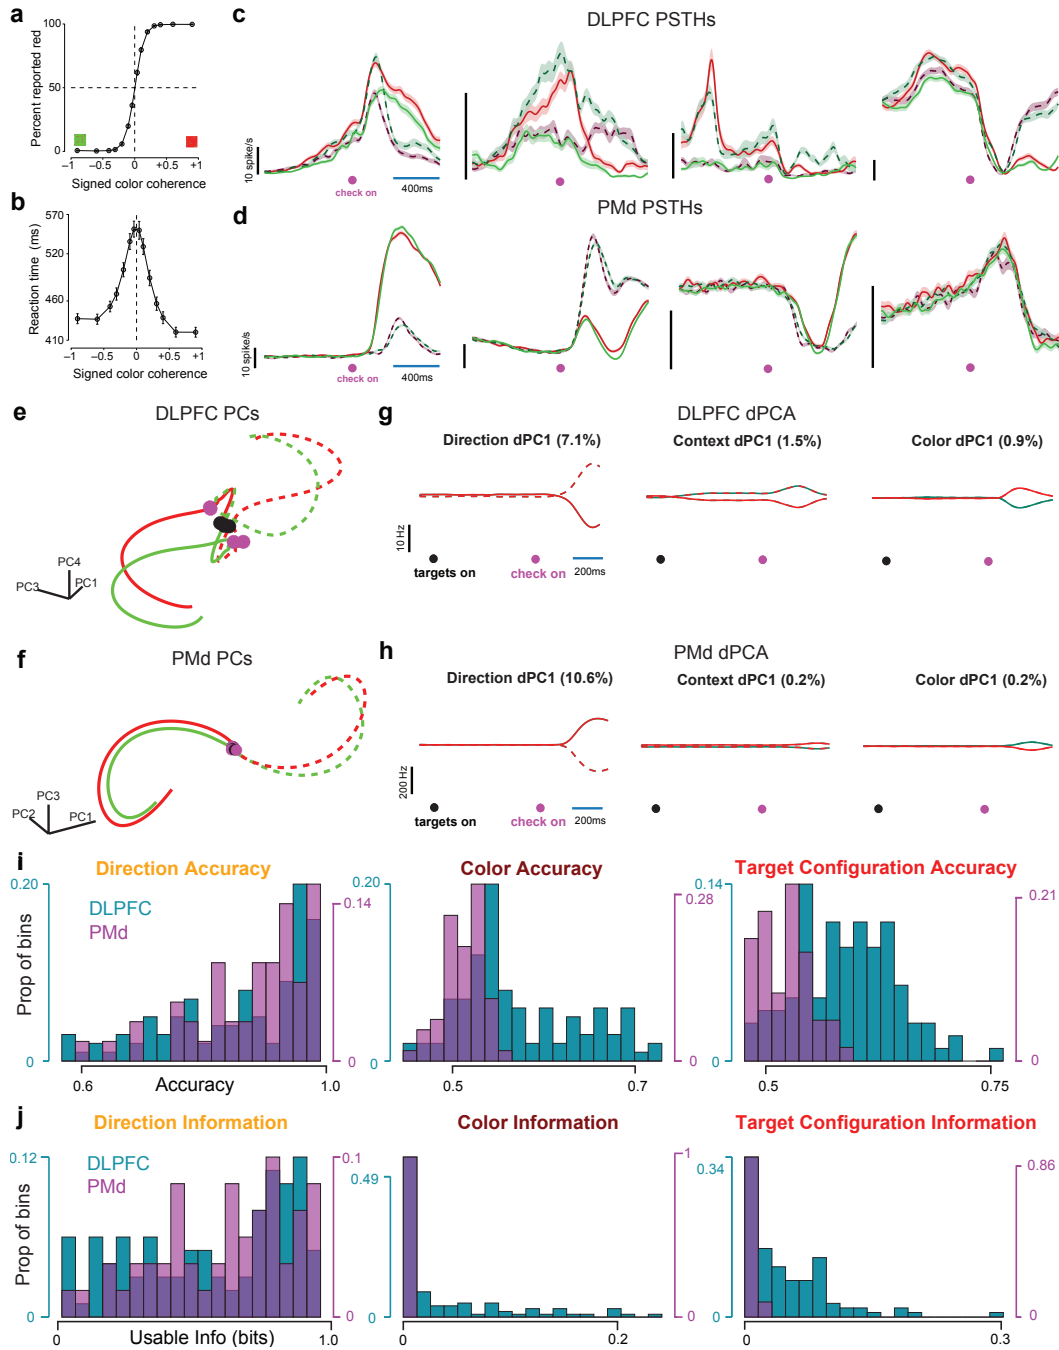 a
Percent reported red
100
50
0
−1
0
+0.5
+1
Signed color coherence
b
Reaction time (ms)
570
520
460
410
−1
0
+0.5
+1
Signed color coherence
c
DLPFC PSTHs
10 spike/s
check on
400ms
d
PMd PSTHs
10 spike/s
check on
400ms
e
DLPFC PCs
PC4
PC3
PC1
f
PMd PCs
PC3
PC2
PC1
g
DLPFC dPCA
Direction dPC1 (7.1%)
Context dPC1 (1.5%)
Color dPC1 (0.9%)
10 Hz
targets on
check on
200ms
h
PMd dPCA
Direction dPC1 (10.6%)
Context dPC1 (0.2%)
Color dPC1 (0.2%)
200 Hz
targets on
check on
200ms
i
Direction Accuracy
Color Accuracy
Target Configuration Accuracy
DLPFC
PMd
Prop of bins
0.20
0
0.14
0
0.6
Accuracy
1.0
0.20
0
0.28
0
0.5
0.7
0.14
0
0.21
0
0.5
0.75
j
Direction Information
Color Information
Target Configuration Information
DLPFC
PMd
Prop of bins
0.12
0
0.1
0
0
Usable Info (bits)
1.0
0.49
0
1
0
0
0.2
0.34
0
0.86
0
0
0.3